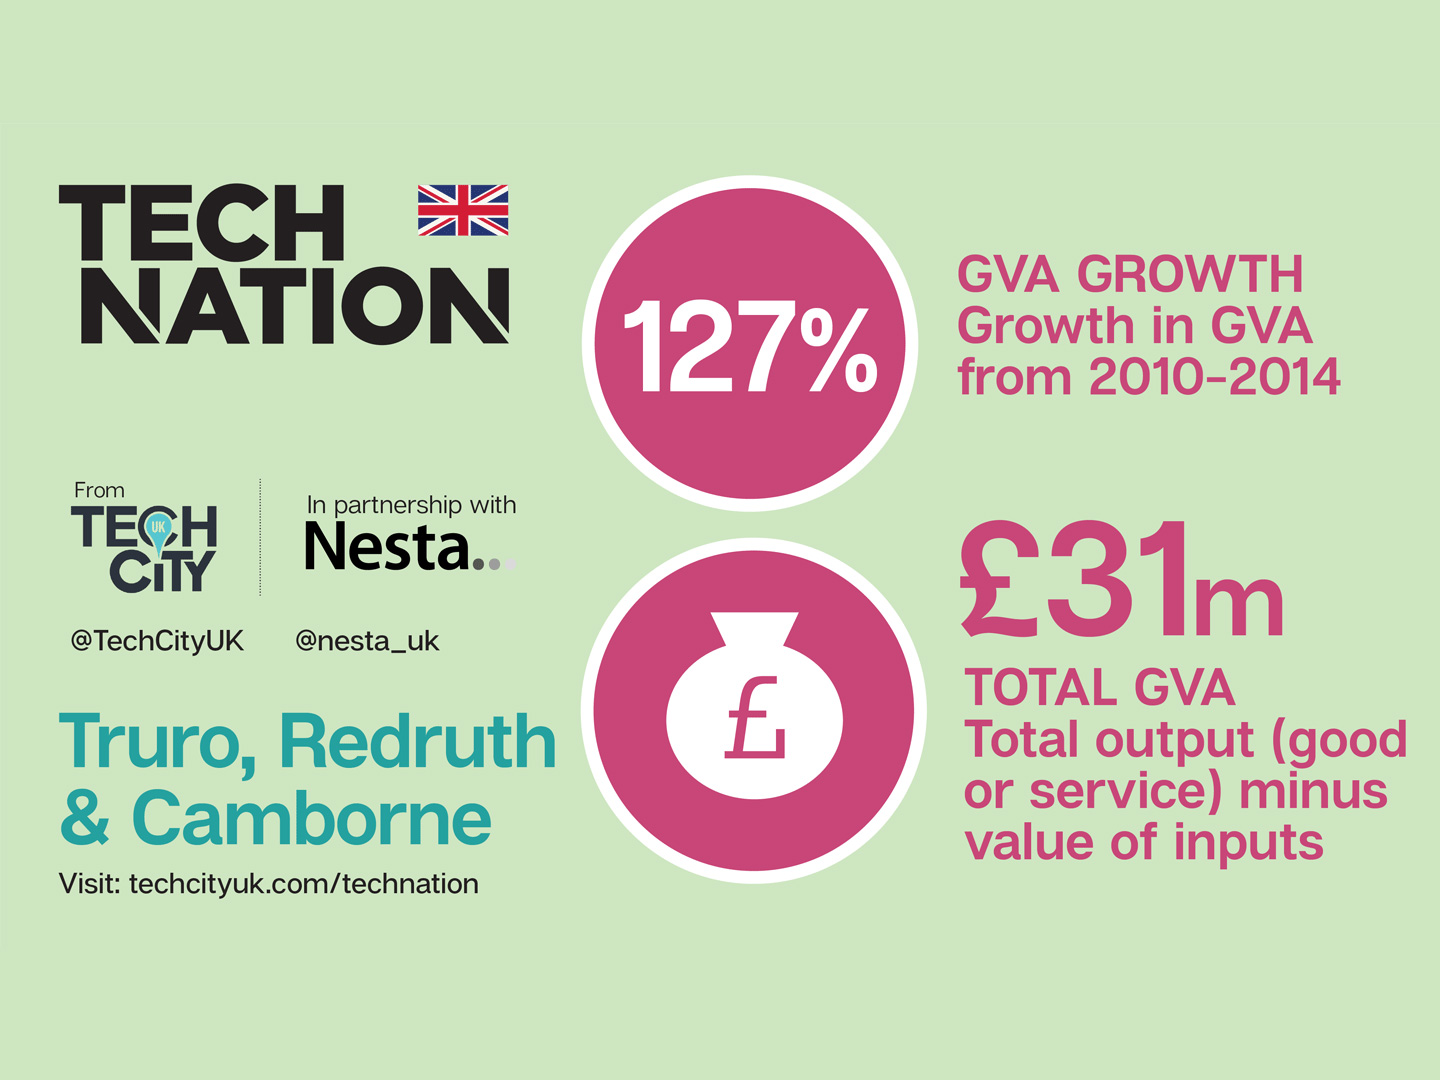 TECH
NATION
From
TECH
UK
CITY
In partnership with
Nesta...
@TechCityUK
@nesta_uk
Truro, Redruth
& Camborne
Visit: techcityuk.com/technation
127%
GVA GROWTH
Growth in GVA
from 2010-2014
£
£31m
TOTAL GVA
Total output (good
or service) minus
value of inputs